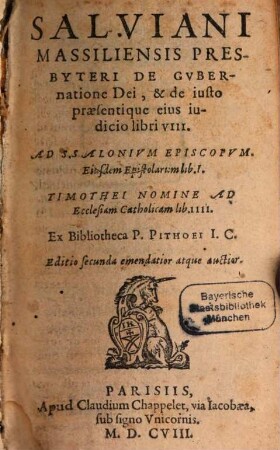 SALVIANI
MASSILIENSIS PRES-
BYTERI DE GVBER-
natione Dei, & de iusto
præsentique eius iu-
dicio libri VIII.
AD S. SALONIVM EPISCOPVM.
Eiusdem Epistolarum lib. I.
TIMOTHEI NOMINE AD
Ecclesiam Catholicam lib. IIII.
Ex Bibliotheca P. PITHOEI I. C.
Editio secunda emendatior atque auctior.
Bayerische
Staatsbibliothek
München
PARISIIS,
Apud Claudium Chappelet, via Iacobæa,
sub signo Vnicornis.
M. D. CVIII.